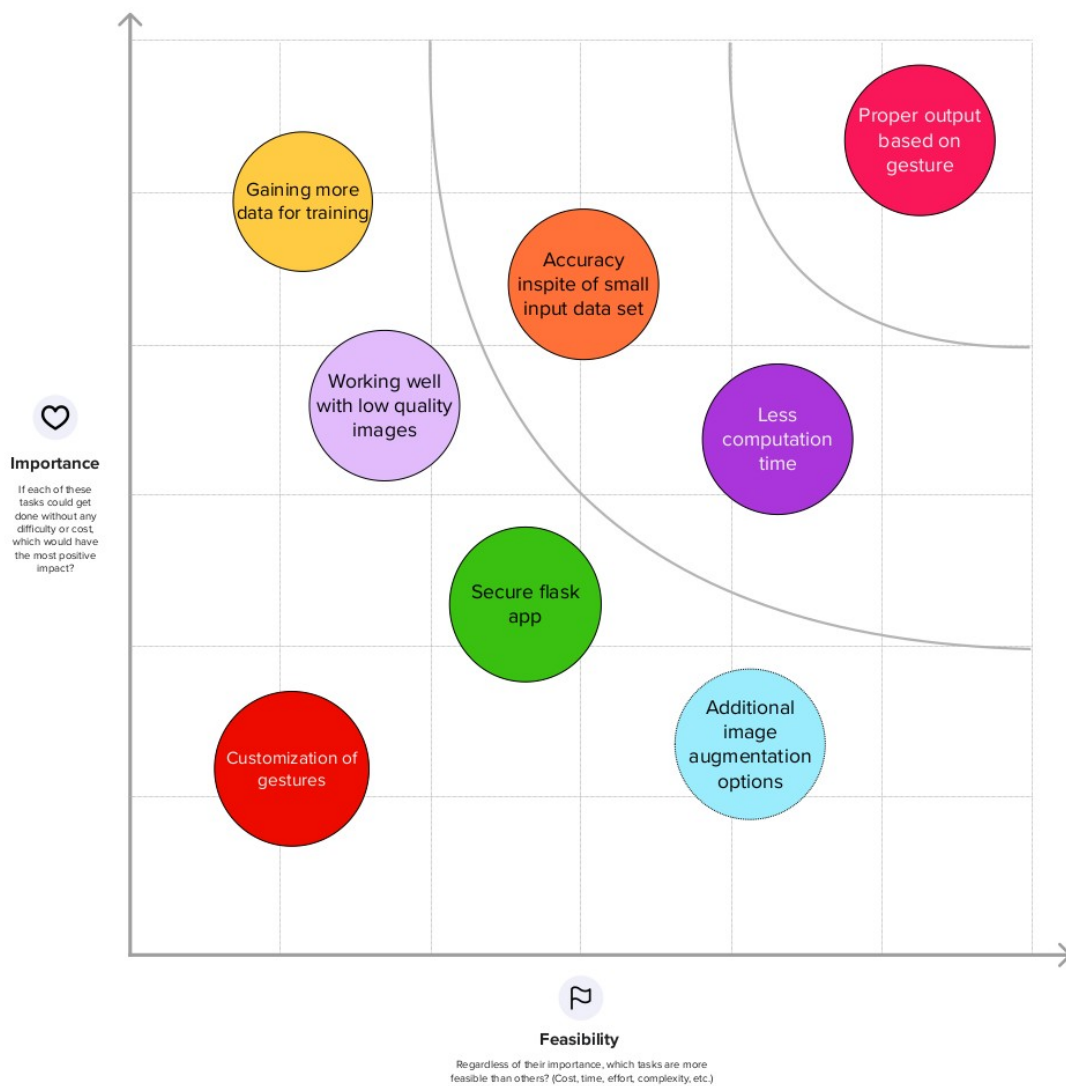 Proper output
based on
gesture
Gaining more
data for training
Accuracy
inspite of small
input data set
Working well
with low quality
images
Less
computation
time
Importance
If each of these
tasks could get
done without any
difficulty or cost,
which would have
the most positive
impact?
Secure flask
app
Additional
image
augmentation
options
Customization of
gestures
Feasibility
Regardless of their importance, which tasks are more
feasible than others? (Cost, time, effort, complexity, etc.)